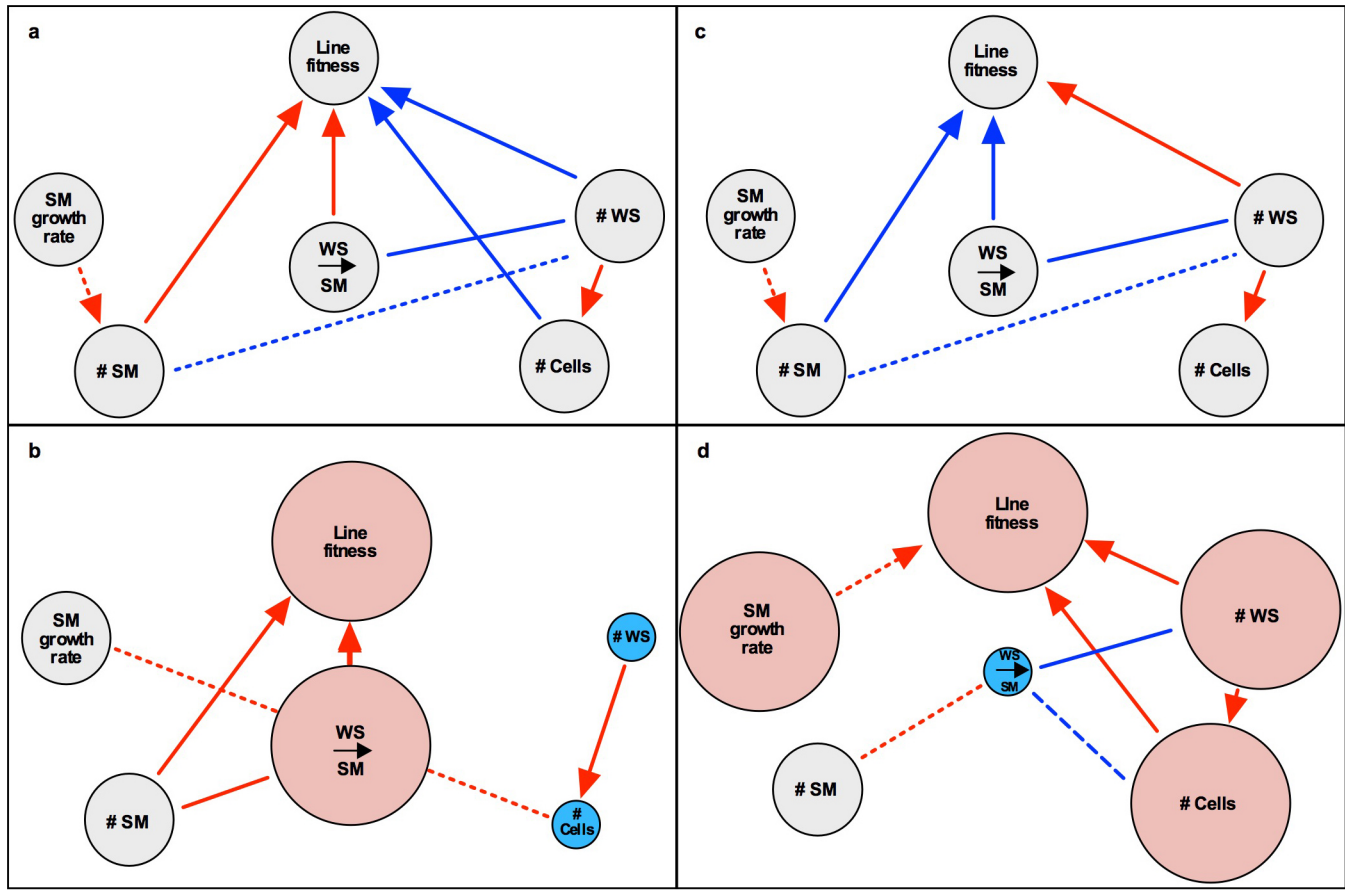 a
Line
fitness
SM
growth
rate
WS
SM
# WS
# SM
# Cells
c
Line
fitness
SM
growth
rate
WS
SM
# WS
# SM
# Cells
b
Line
fitness
SM
growth
rate
# WS
WS
SM
# SM
#
Cells
d
LIne
fitness
SM
growth
rate
# WS
WS
SM
# SM
# Cells